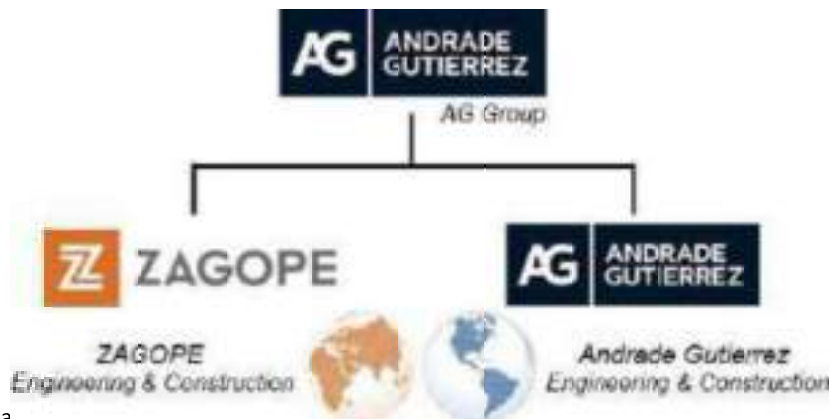 AG ANDRADE GUTIERREZ
AG Group
ZAGOPE
AG ANDRADE GUTIERREZ
ZAGOPE
Engineering & Construction
Andrade Gutierrez
Engineering & Construction
a